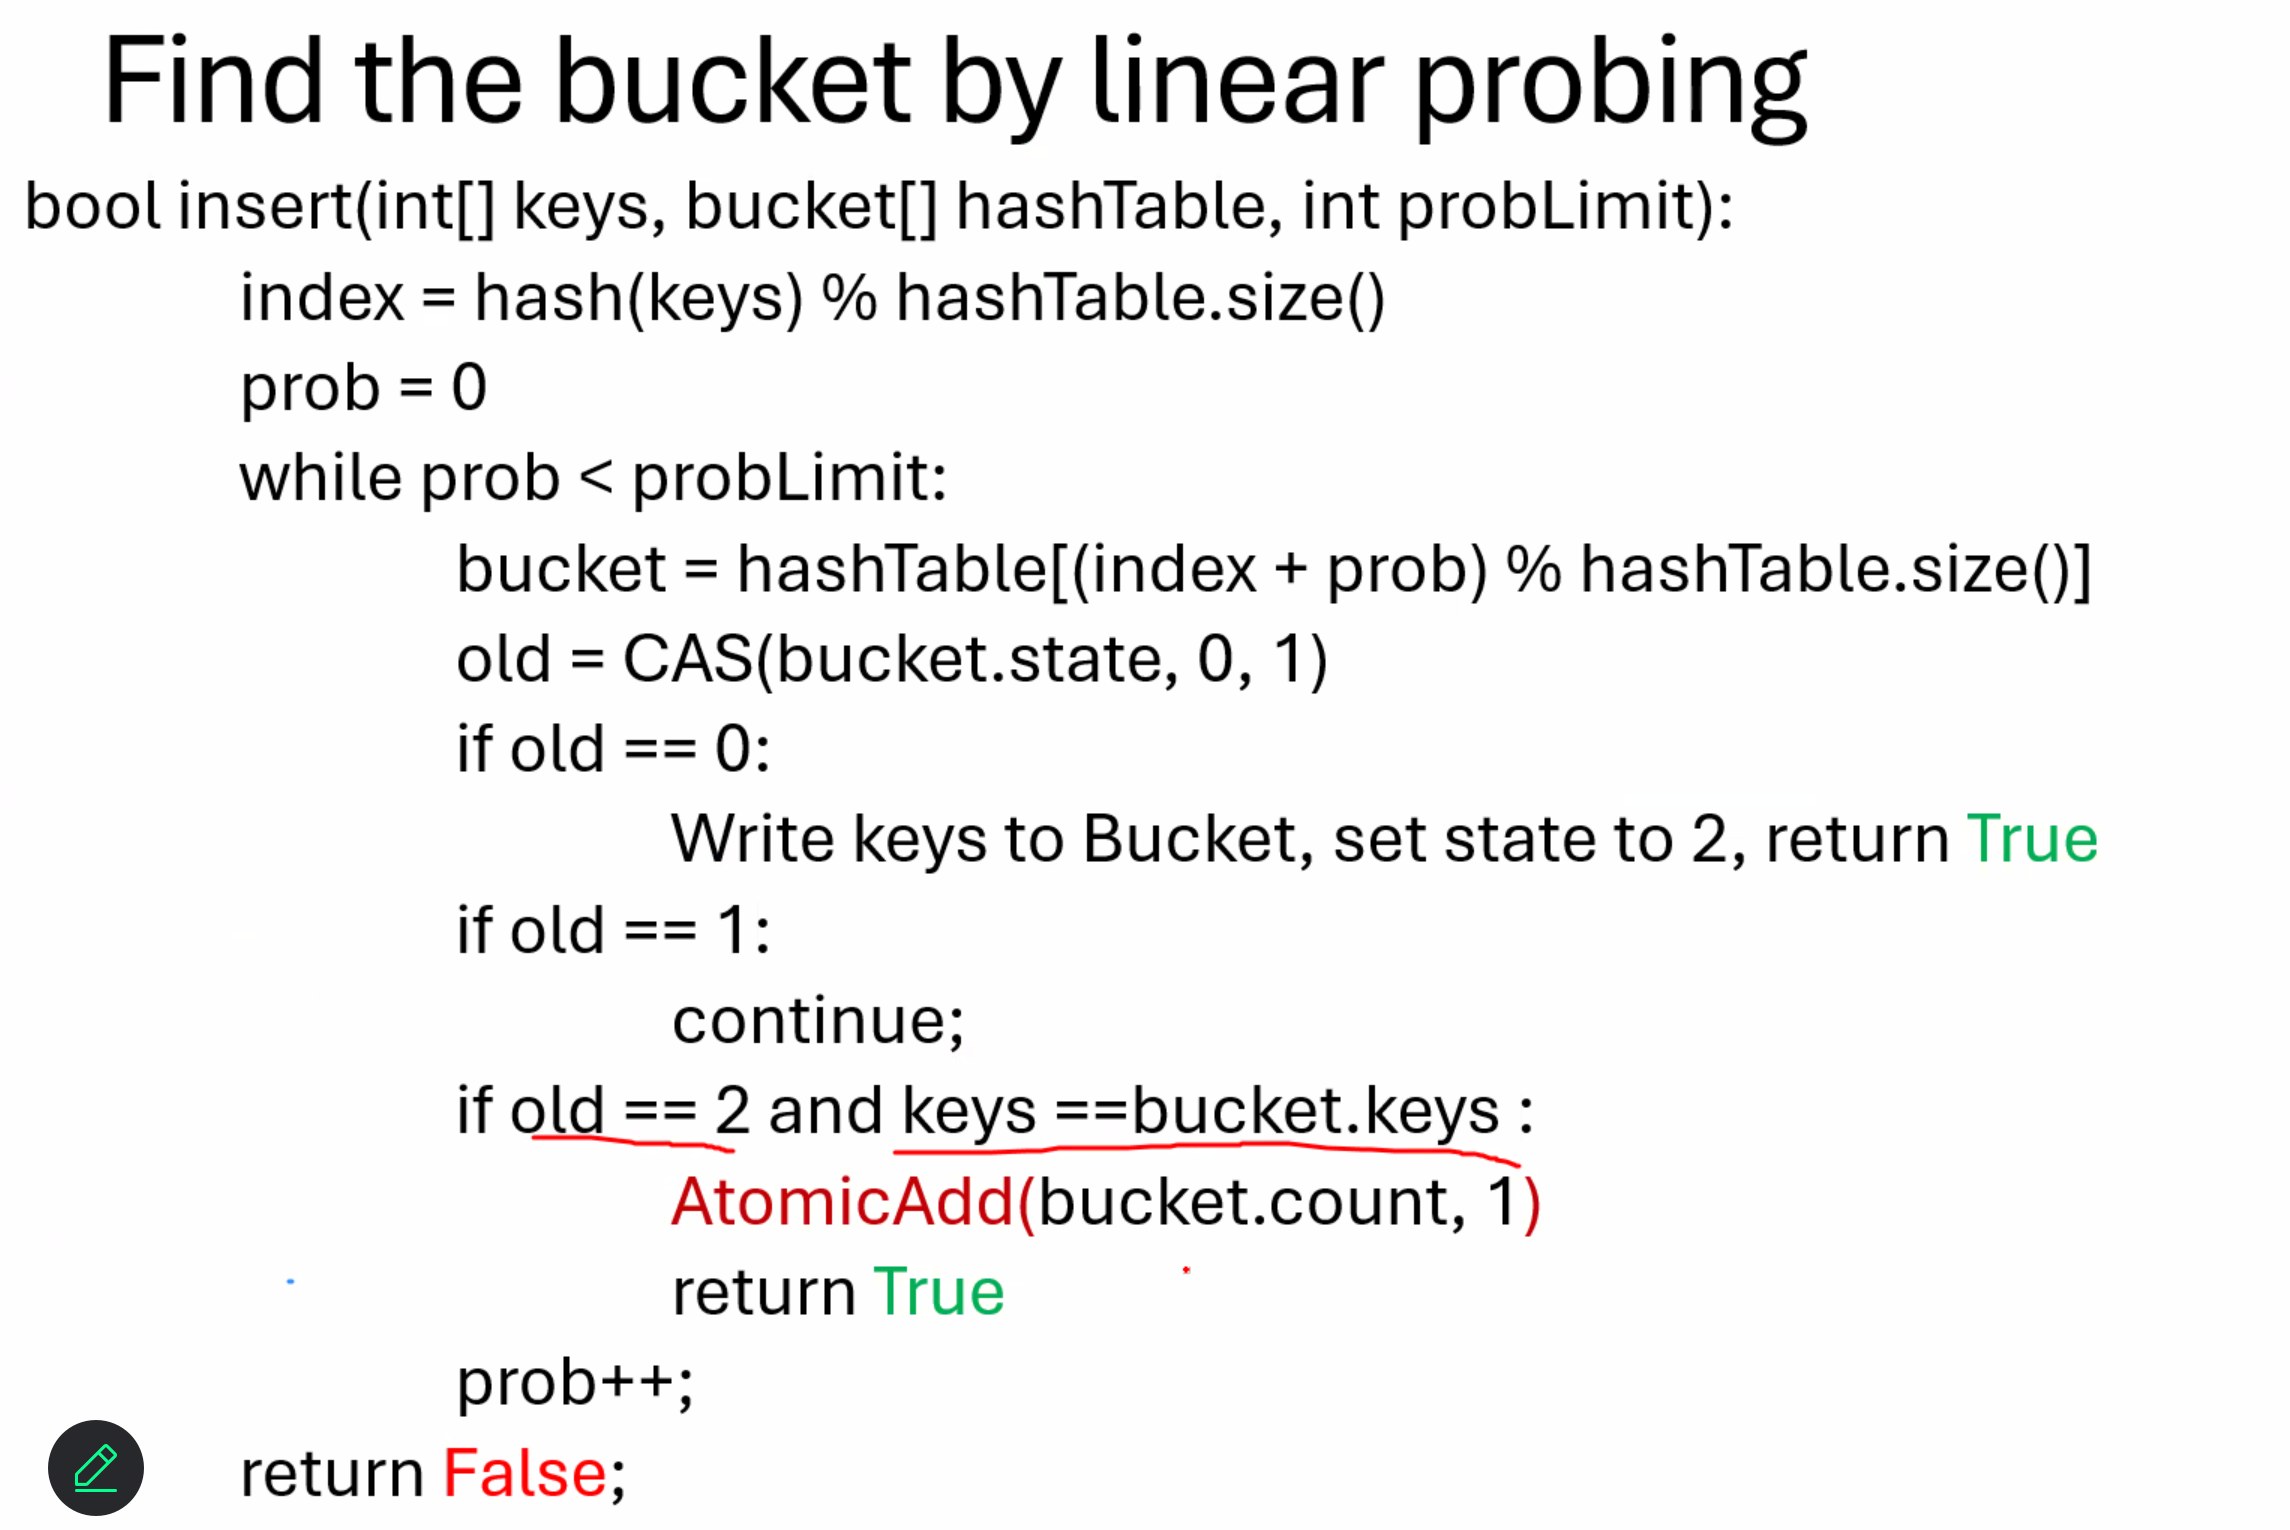 Find the bucket by linear probing
bool insert(int[] keys, bucket[] hashTable, int probLimit):
index = hash(keys) % hashTable.size()
prob = 0
while prob < probLimit:
bucket = hashTable[(index + prob) % hashTable.size()]
old = CAS(bucket.state, 0, 1)
if old == 0:
Write keys to Bucket, set state to 2, return True
if old == 1:
continue;
if old == 2 and keys ==bucket.keys :
AtomicAdd(bucket.count, 1)
return True
prob++;
return False;